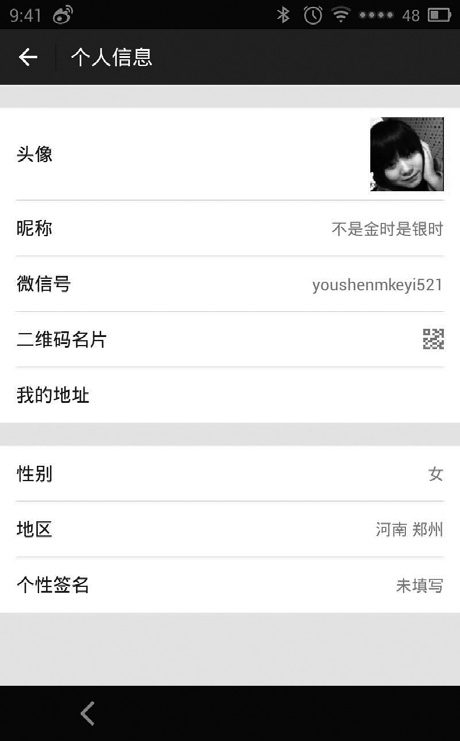 9:41 48
个人信息
头像
昵称 不是金时是银时
微信号 youshenmkeyi521
二维码名片
我的地址
性别 女
地区 河南 郑州
个性签名 未填写